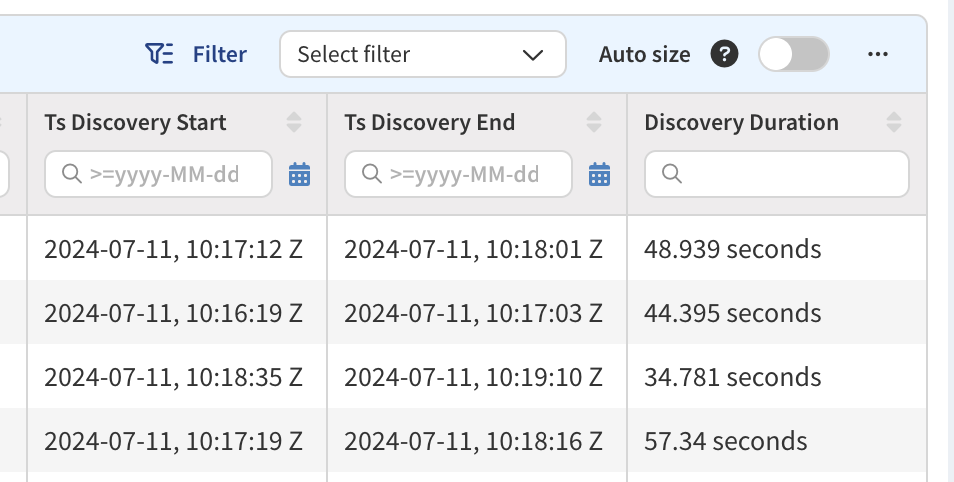 Filter Select filter Auto size ? ...
Ts Discovery Start Ts Discovery End Discovery Duration
>=yyyy-MM-dd >=yyyy-MM-dd
2024-07-11, 10:17:12 Z 2024-07-11, 10:18:01 Z 48.939 seconds
2024-07-11, 10:16:19 Z 2024-07-11, 10:17:03 Z 44.395 seconds
2024-07-11, 10:18:35 Z 2024-07-11, 10:19:10 Z 34.781 seconds
2024-07-11, 10:17:19 Z 2024-07-11, 10:18:16 Z 57.34 seconds